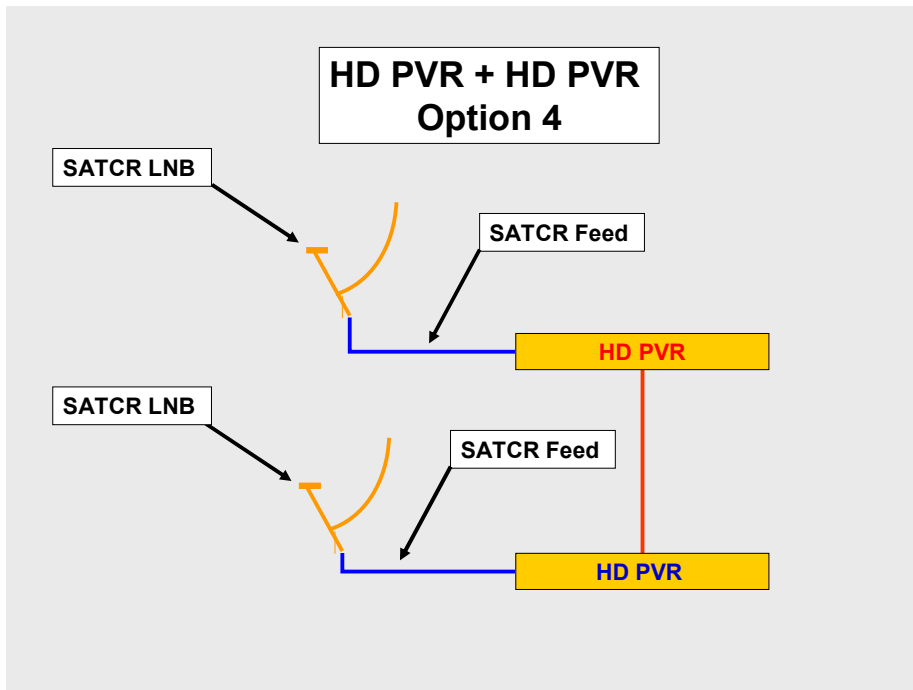 HD PVR + HD PVR
Option 4
SATCR LNB
SATCR Feed
HD PVR
SATCR LNB
SATCR Feed
HD PVR